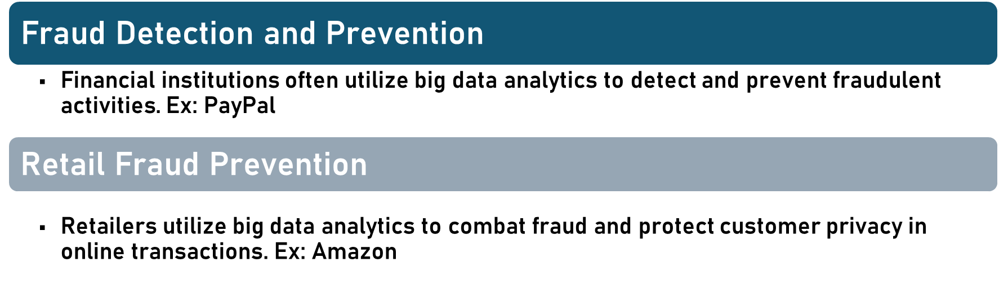 Fraud Detection and Prevention
▪ Financial institutions often utilize big data analytics to detect and prevent fraudulent
activities. Ex: PayPal
Retail Fraud Prevention
▪ Retailers utilize big data analytics to combat fraud and protect customer privacy in
online transactions. Ex: Amazon